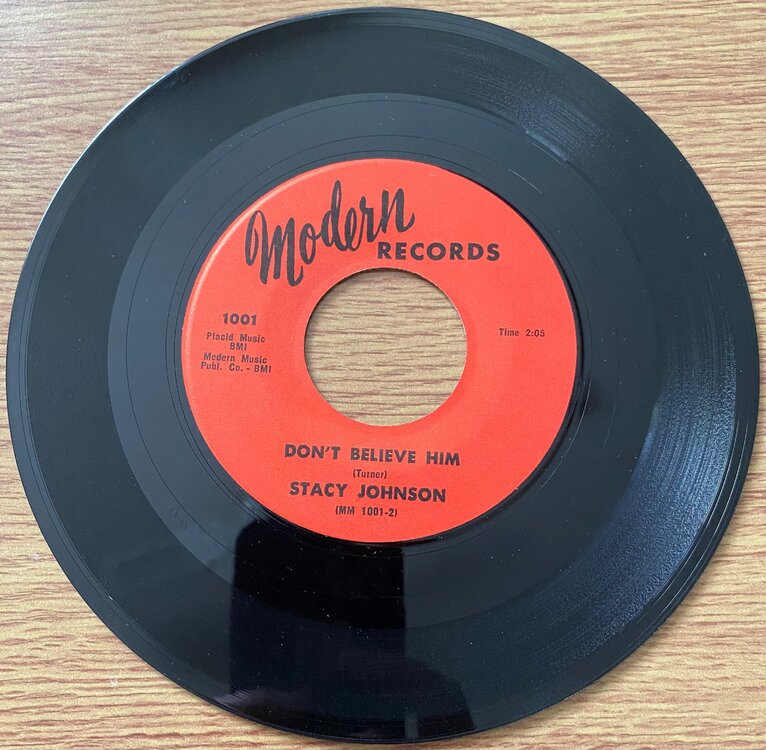 Modern
RECORDS
1001
Placid Music
BMI
Modern Music
Publ. Co. - BMI
Time 2:05
DON'T BELIEVE HIM
(Turner)
STACY JOHNSON
(MM 1001-2)